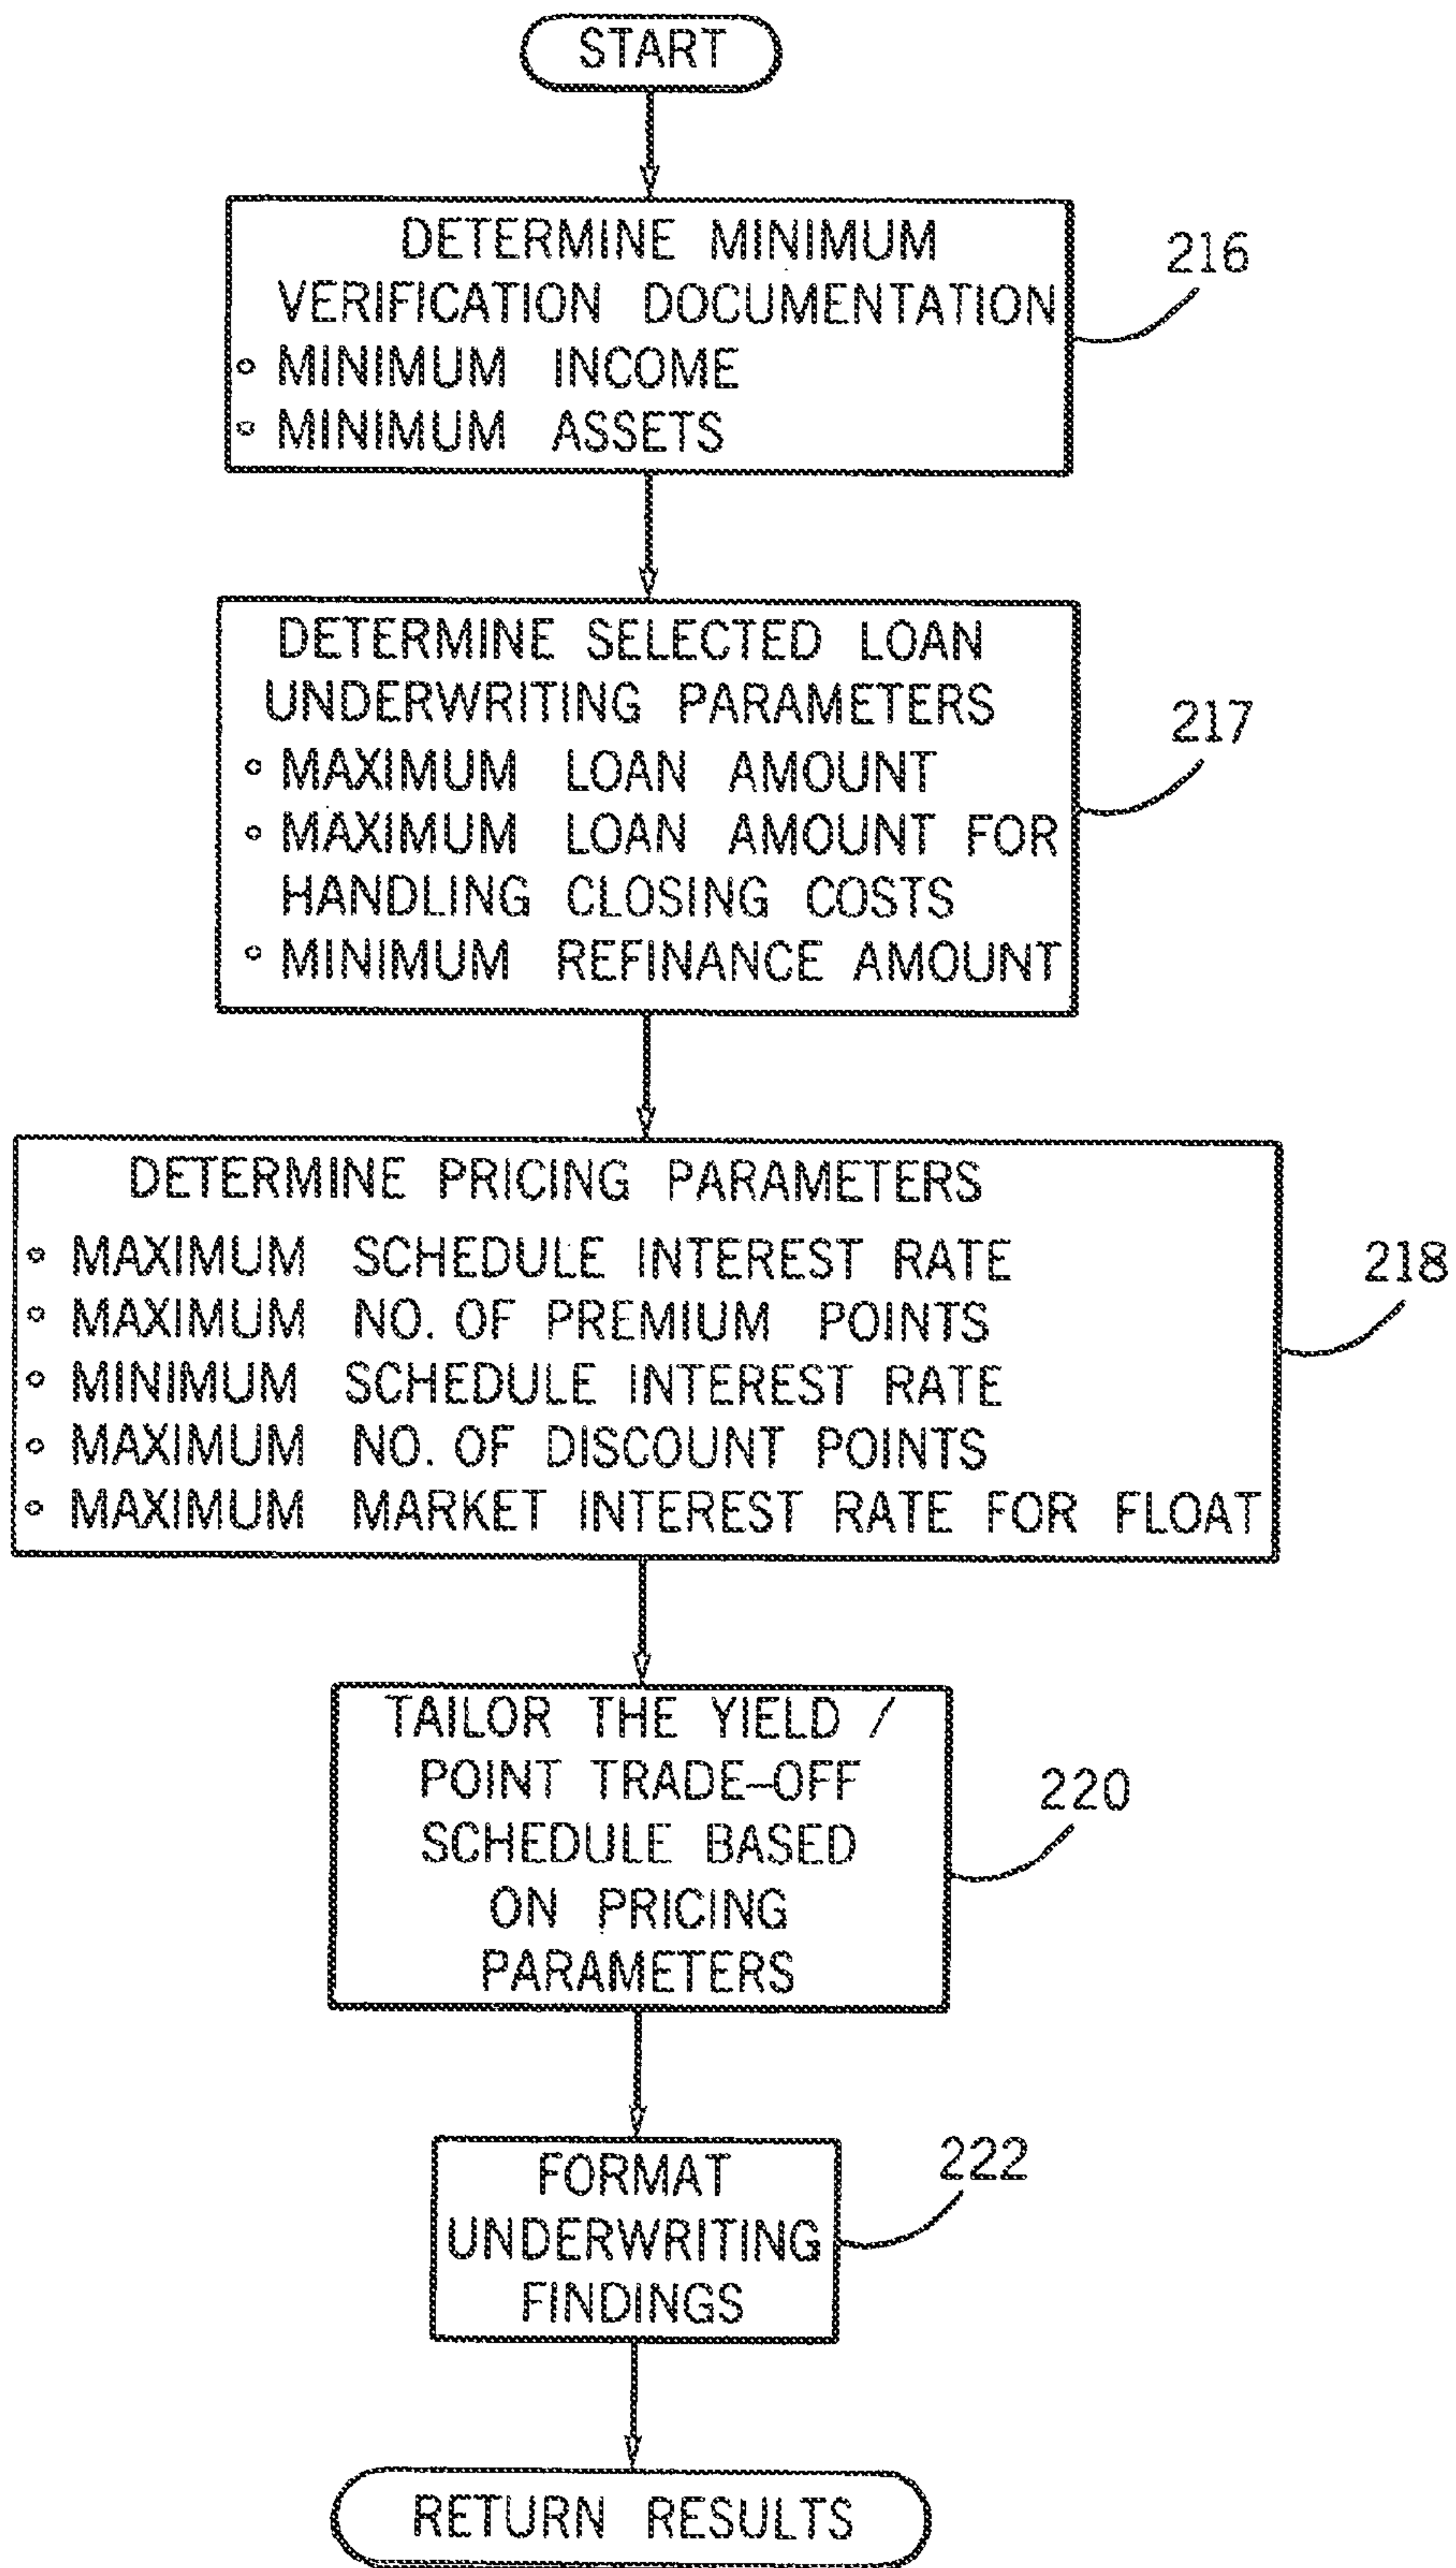 START
DETERMINE MINIMUM
VERIFICATION DOCUMENTATION
216
∘ MINIMUM INCOME
∘ MINIMUM ASSETS
DETERMINE SELECTED LOAN
UNDERWRITING PARAMETERS
217
∘ MAXIMUM LOAN AMOUNT
∘ MAXIMUM LOAN AMOUNT FOR
HANDLING CLOSING COSTS
∘ MINIMUM REFINANCE AMOUNT
DETERMINE PRICING PARAMETERS
∘ MAXIMUM SCHEDULE INTEREST RATE
218
∘ MAXIMUM NO. OF PREMIUM POINTS
∘ MINIMUM SCHEDULE INTEREST RATE
∘ MAXIMUM NO. OF DISCOUNT POINTS
∘ MAXIMUM MARKET INTEREST RATE FOR FLOAT
TAILOR THE YIELD /
POINT TRADE-OFF
220
SCHEDULE BASED
ON PRICING
PARAMETERS
FORMAT
222
UNDERWRITING
FINDINGS
RETURN RESULTS